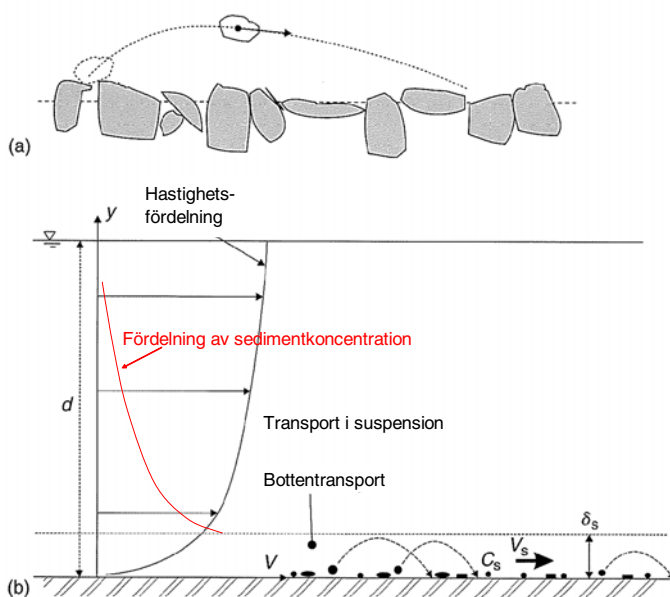 (a)
Hastighets-
fördelning
y
Fördelning av sedimentkoncentration
d
Transport i suspension
Bottentransport
δs
V
Cs
Vs
(b)